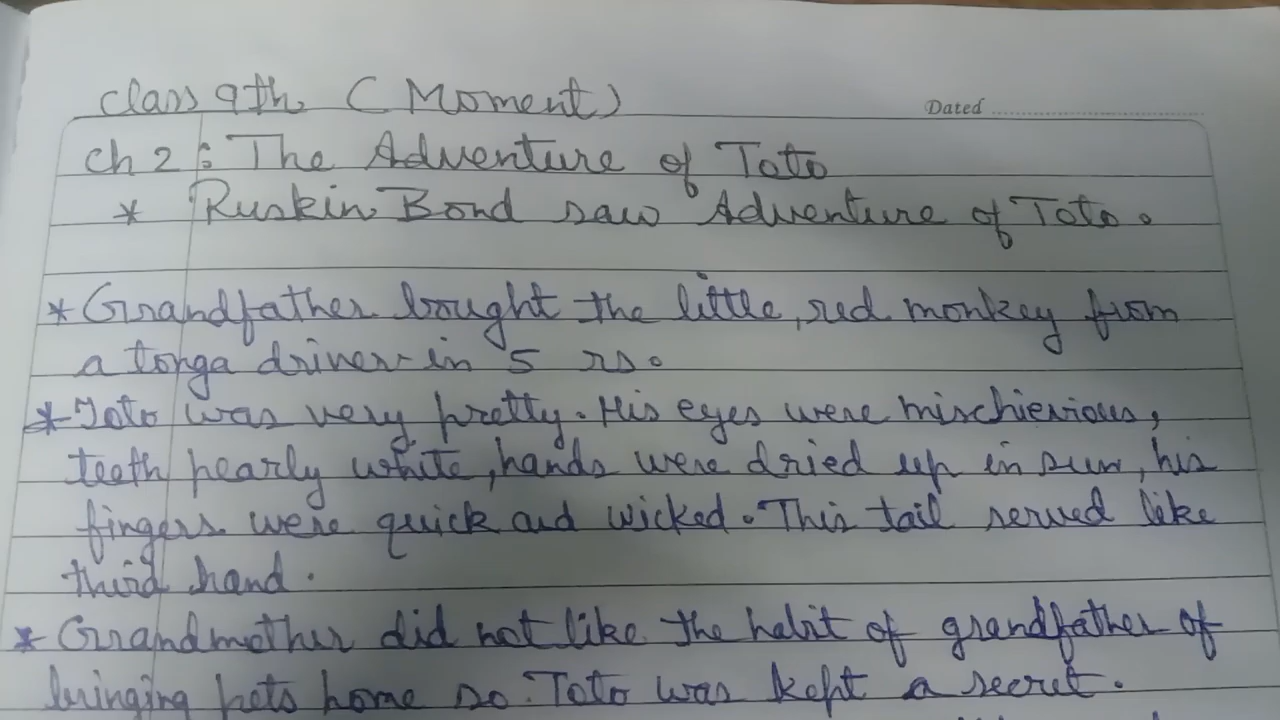 class 9th (Moment)
Dated
Ch 2: The Adventure of Toto
* Ruskin Bond saw Adventure of Toto.
* Grandfather bought the little, red monkey from
a tonga driver in 5 rs.
* Toto was very pretty. His eyes were mischievious,
teeth pearly white, hands were dried up in sun, his
fingers were quick and wicked. This tail served like
third hand.
* Grandmother did not like the habit of grandfather of
bringing pets home so Toto was kept a secret.